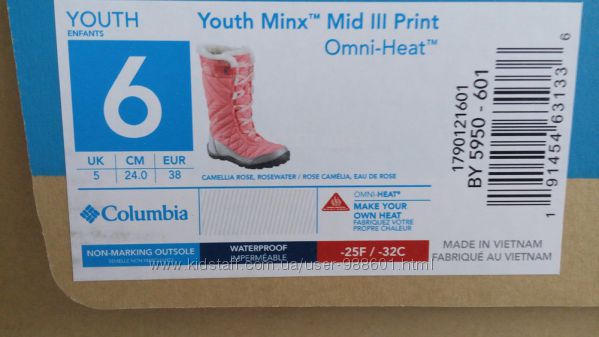 YOUTH
ENFANTS
6
UK CM EUR
5 24.0 38
Youth Minx™ Mid III Print
Omni-Heat™
CAMELLIA ROSE, ROSEWATER / ROSE CAMÉLIA, EAU DE ROSE
Columbia
OMNI-HEAT®
MAKE YOUR
OWN HEAT
FABRIQUEZ VOTRE
PROPRE CHALEUR
NON-MARKING OUTSOLE
WATERPROOF
IMPERMÉABLE
-25F / -32C
1790121601
BY 5950 - 601
1 91454 63133 6
MADE IN VIETNAM
FABRIQUÉ AU VIETNAM
www.kidstaff.com.ua/user-988601.html